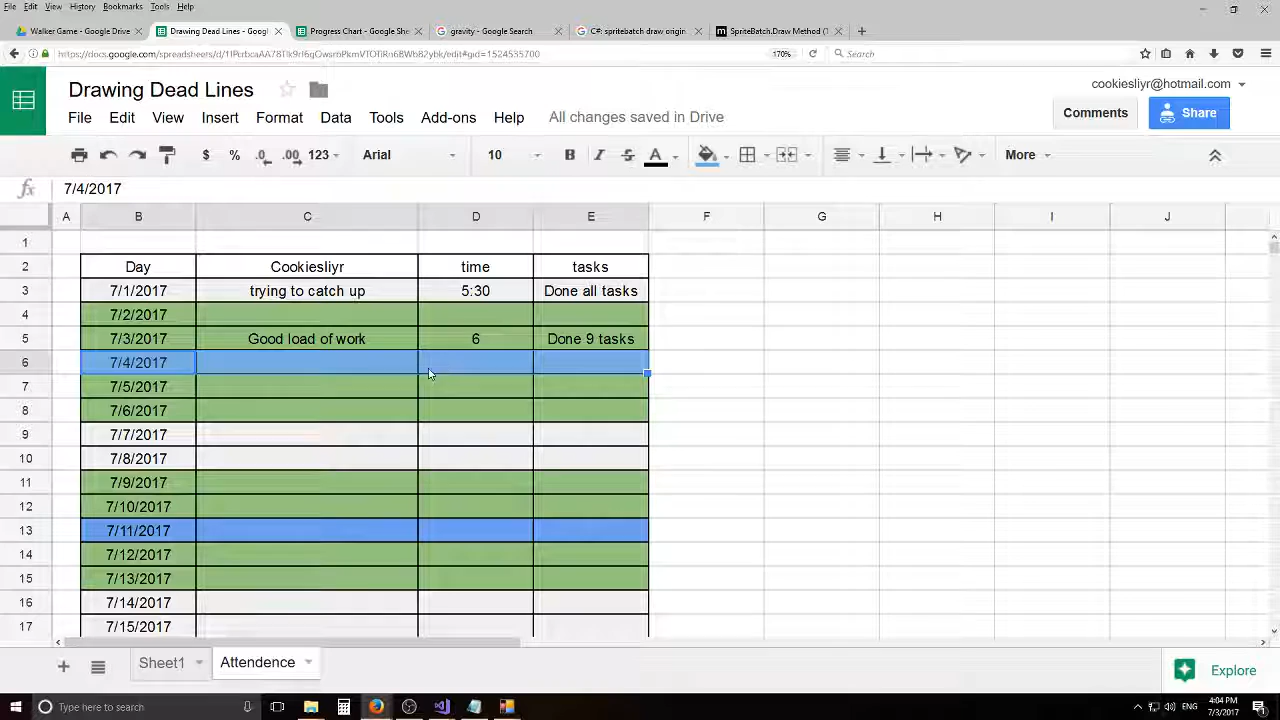 File Edit View History Bookmarks Tools Help
Walker Game - Google Drive Drawing Dead Lines - Googl Progress Chart - Google She gravity - Google Search C#: spritebatch draw origin SpriteBatch.Draw Method (T
170% Search
Drawing Dead Lines
cookiesliyr@hotmail.com
File Edit View Insert Format Data Tools Add-ons Help All changes saved in Drive
Comments Share
$ % .0 .00 123 Arial 10 B I S A More
fx 7/4/2017
A B C D E F G H I J
1
2 Day Cookiesliyr time tasks
3 7/1/2017 trying to catch up 5:30 Done all tasks
4 7/2/2017
5 7/3/2017 Good load of work 6 Done 9 tasks
6 7/4/2017
7 7/5/2017
8 7/6/2017
9 7/7/2017
10 7/8/2017
11 7/9/2017
12 7/10/2017
13 7/11/2017
14 7/12/2017
15 7/13/2017
16 7/14/2017
17 7/15/2017
Sheet1 Attendence Explore
Type here to search ENG 4:04 PM
7/3/2017